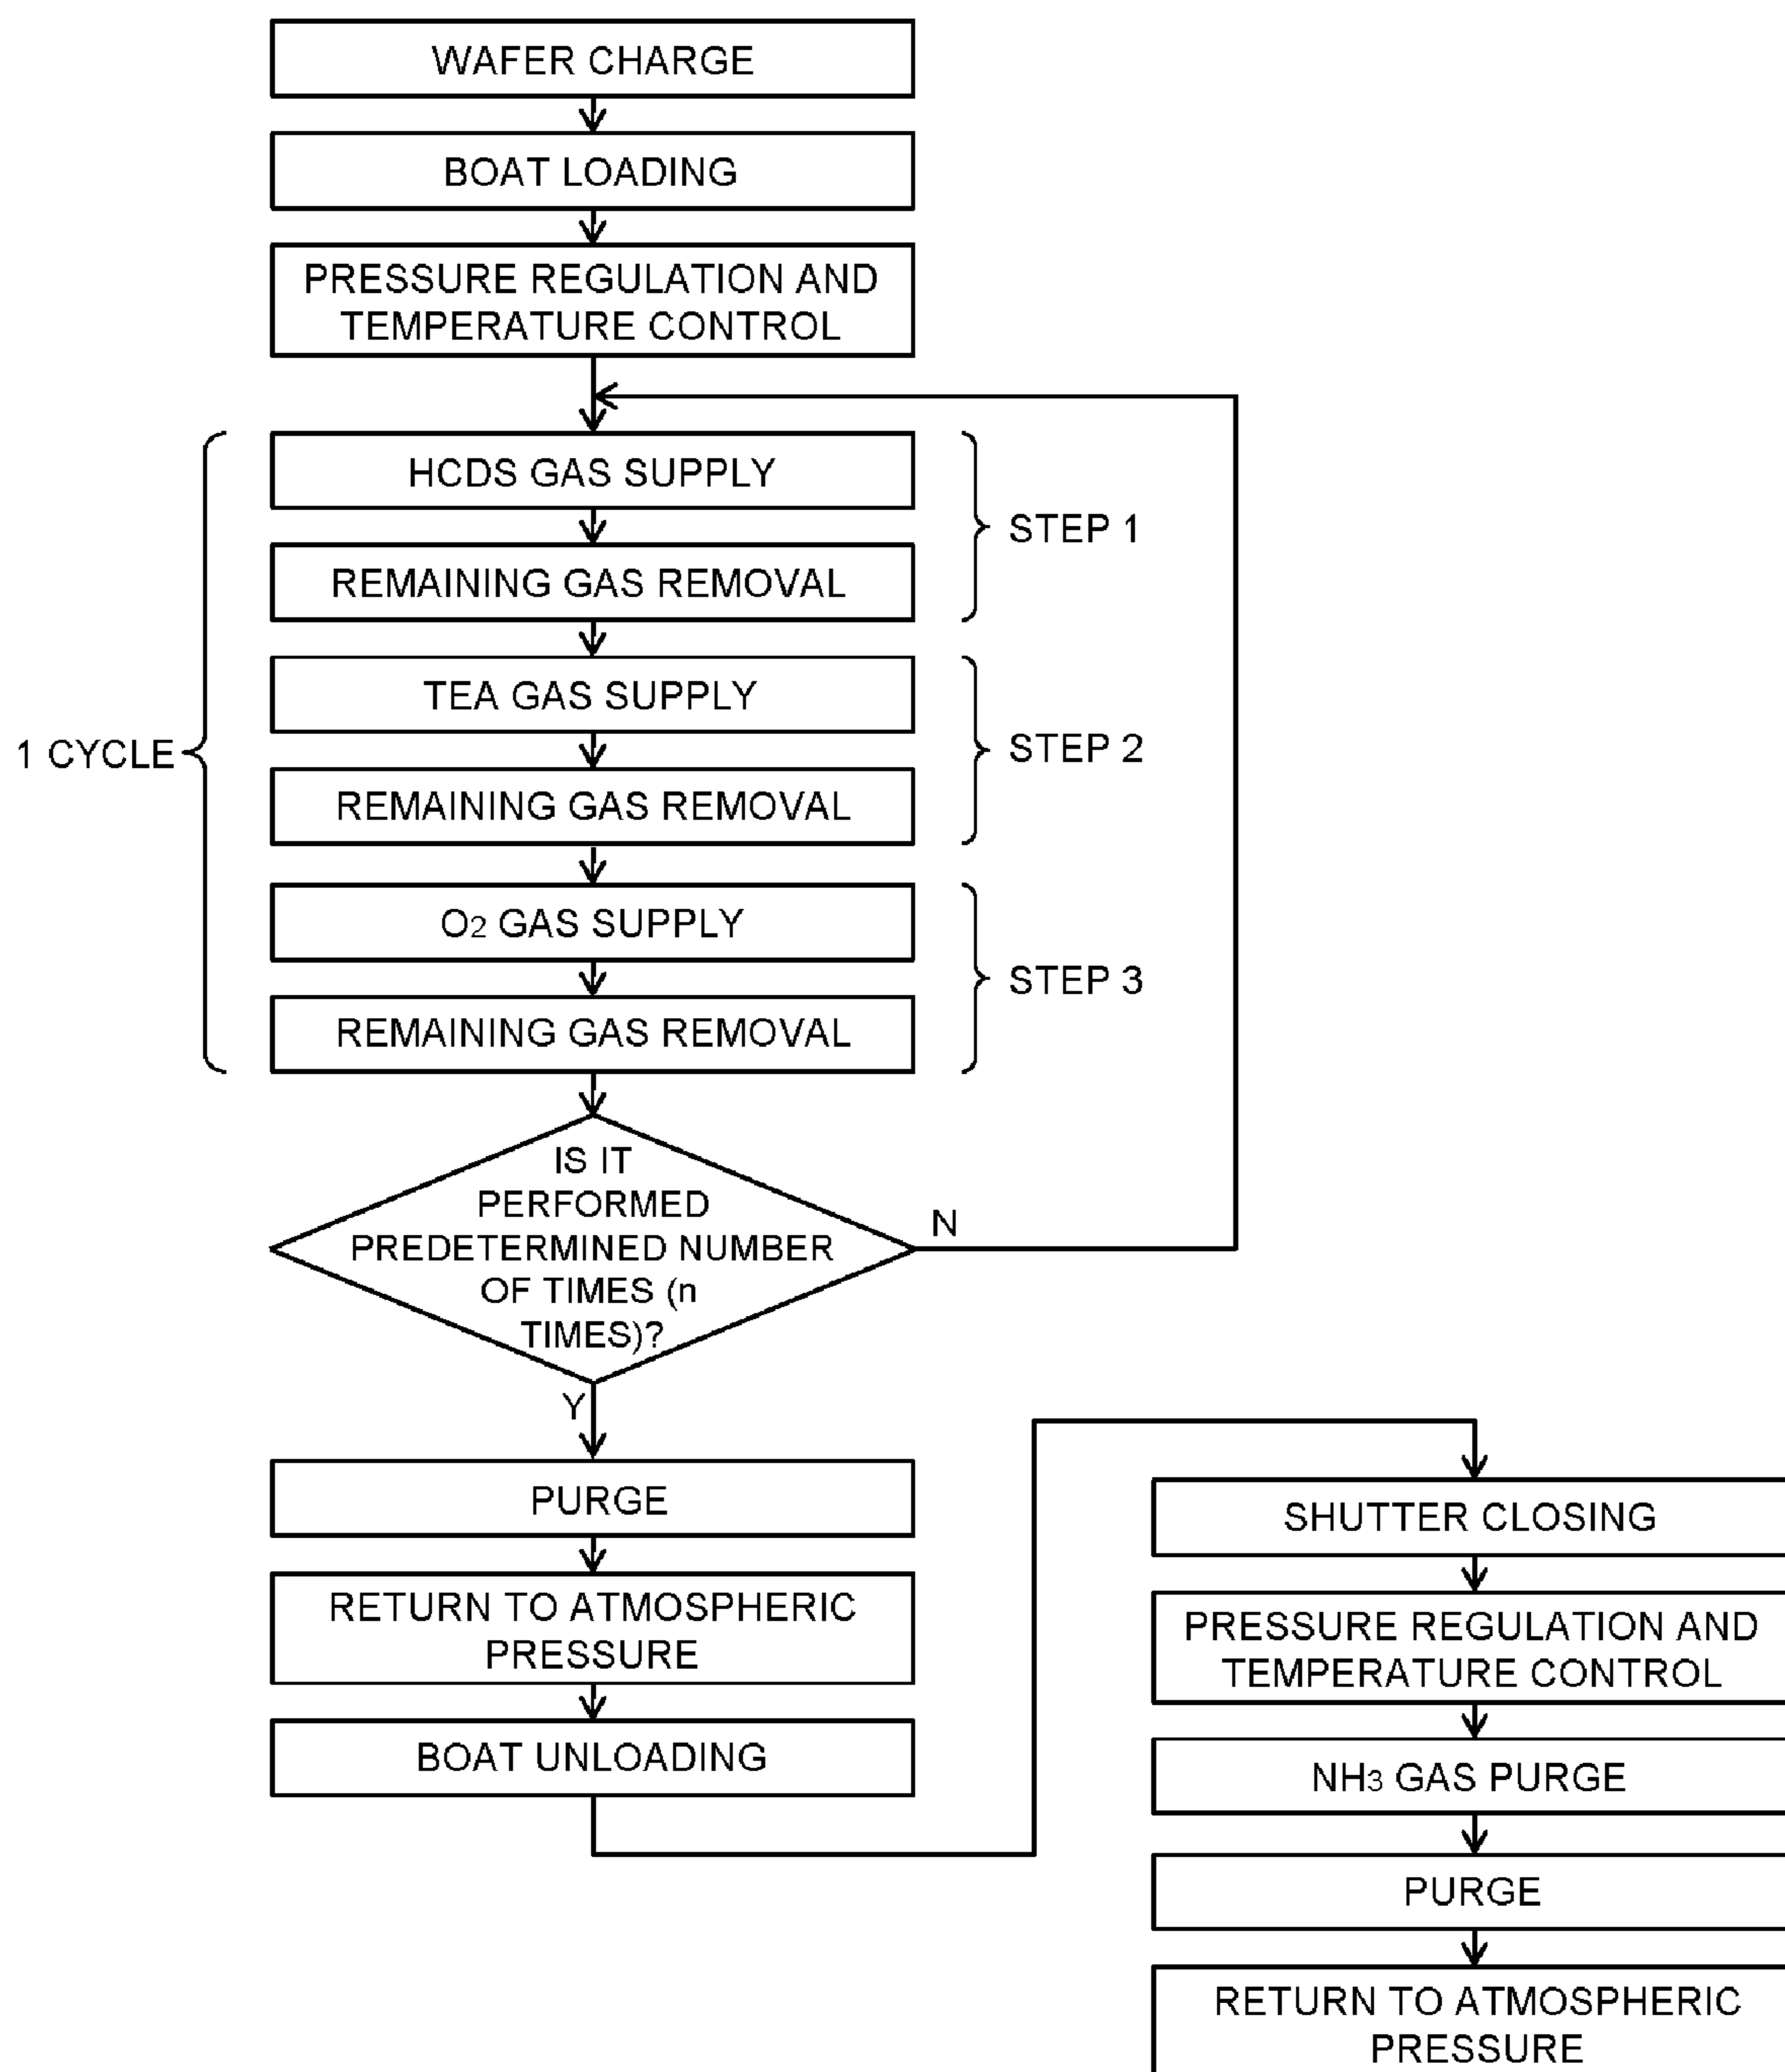 WAFER CHARGE
BOAT LOADING
PRESSURE REGULATION AND
TEMPERATURE CONTROL
HCDS GAS SUPPLY
REMAINING GAS REMOVAL
STEP 1
TEA GAS SUPPLY
REMAINING GAS REMOVAL
STEP 2
1 CYCLE
O2 GAS SUPPLY
REMAINING GAS REMOVAL
STEP 3
IS IT
PERFORMED
PREDETERMINED NUMBER
OF TIMES (n
TIMES)?
N
Y
PURGE
RETURN TO ATMOSPHERIC
PRESSURE
BOAT UNLOADING
SHUTTER CLOSING
PRESSURE REGULATION AND
TEMPERATURE CONTROL
NH3 GAS PURGE
PURGE
RETURN TO ATMOSPHERIC
PRESSURE